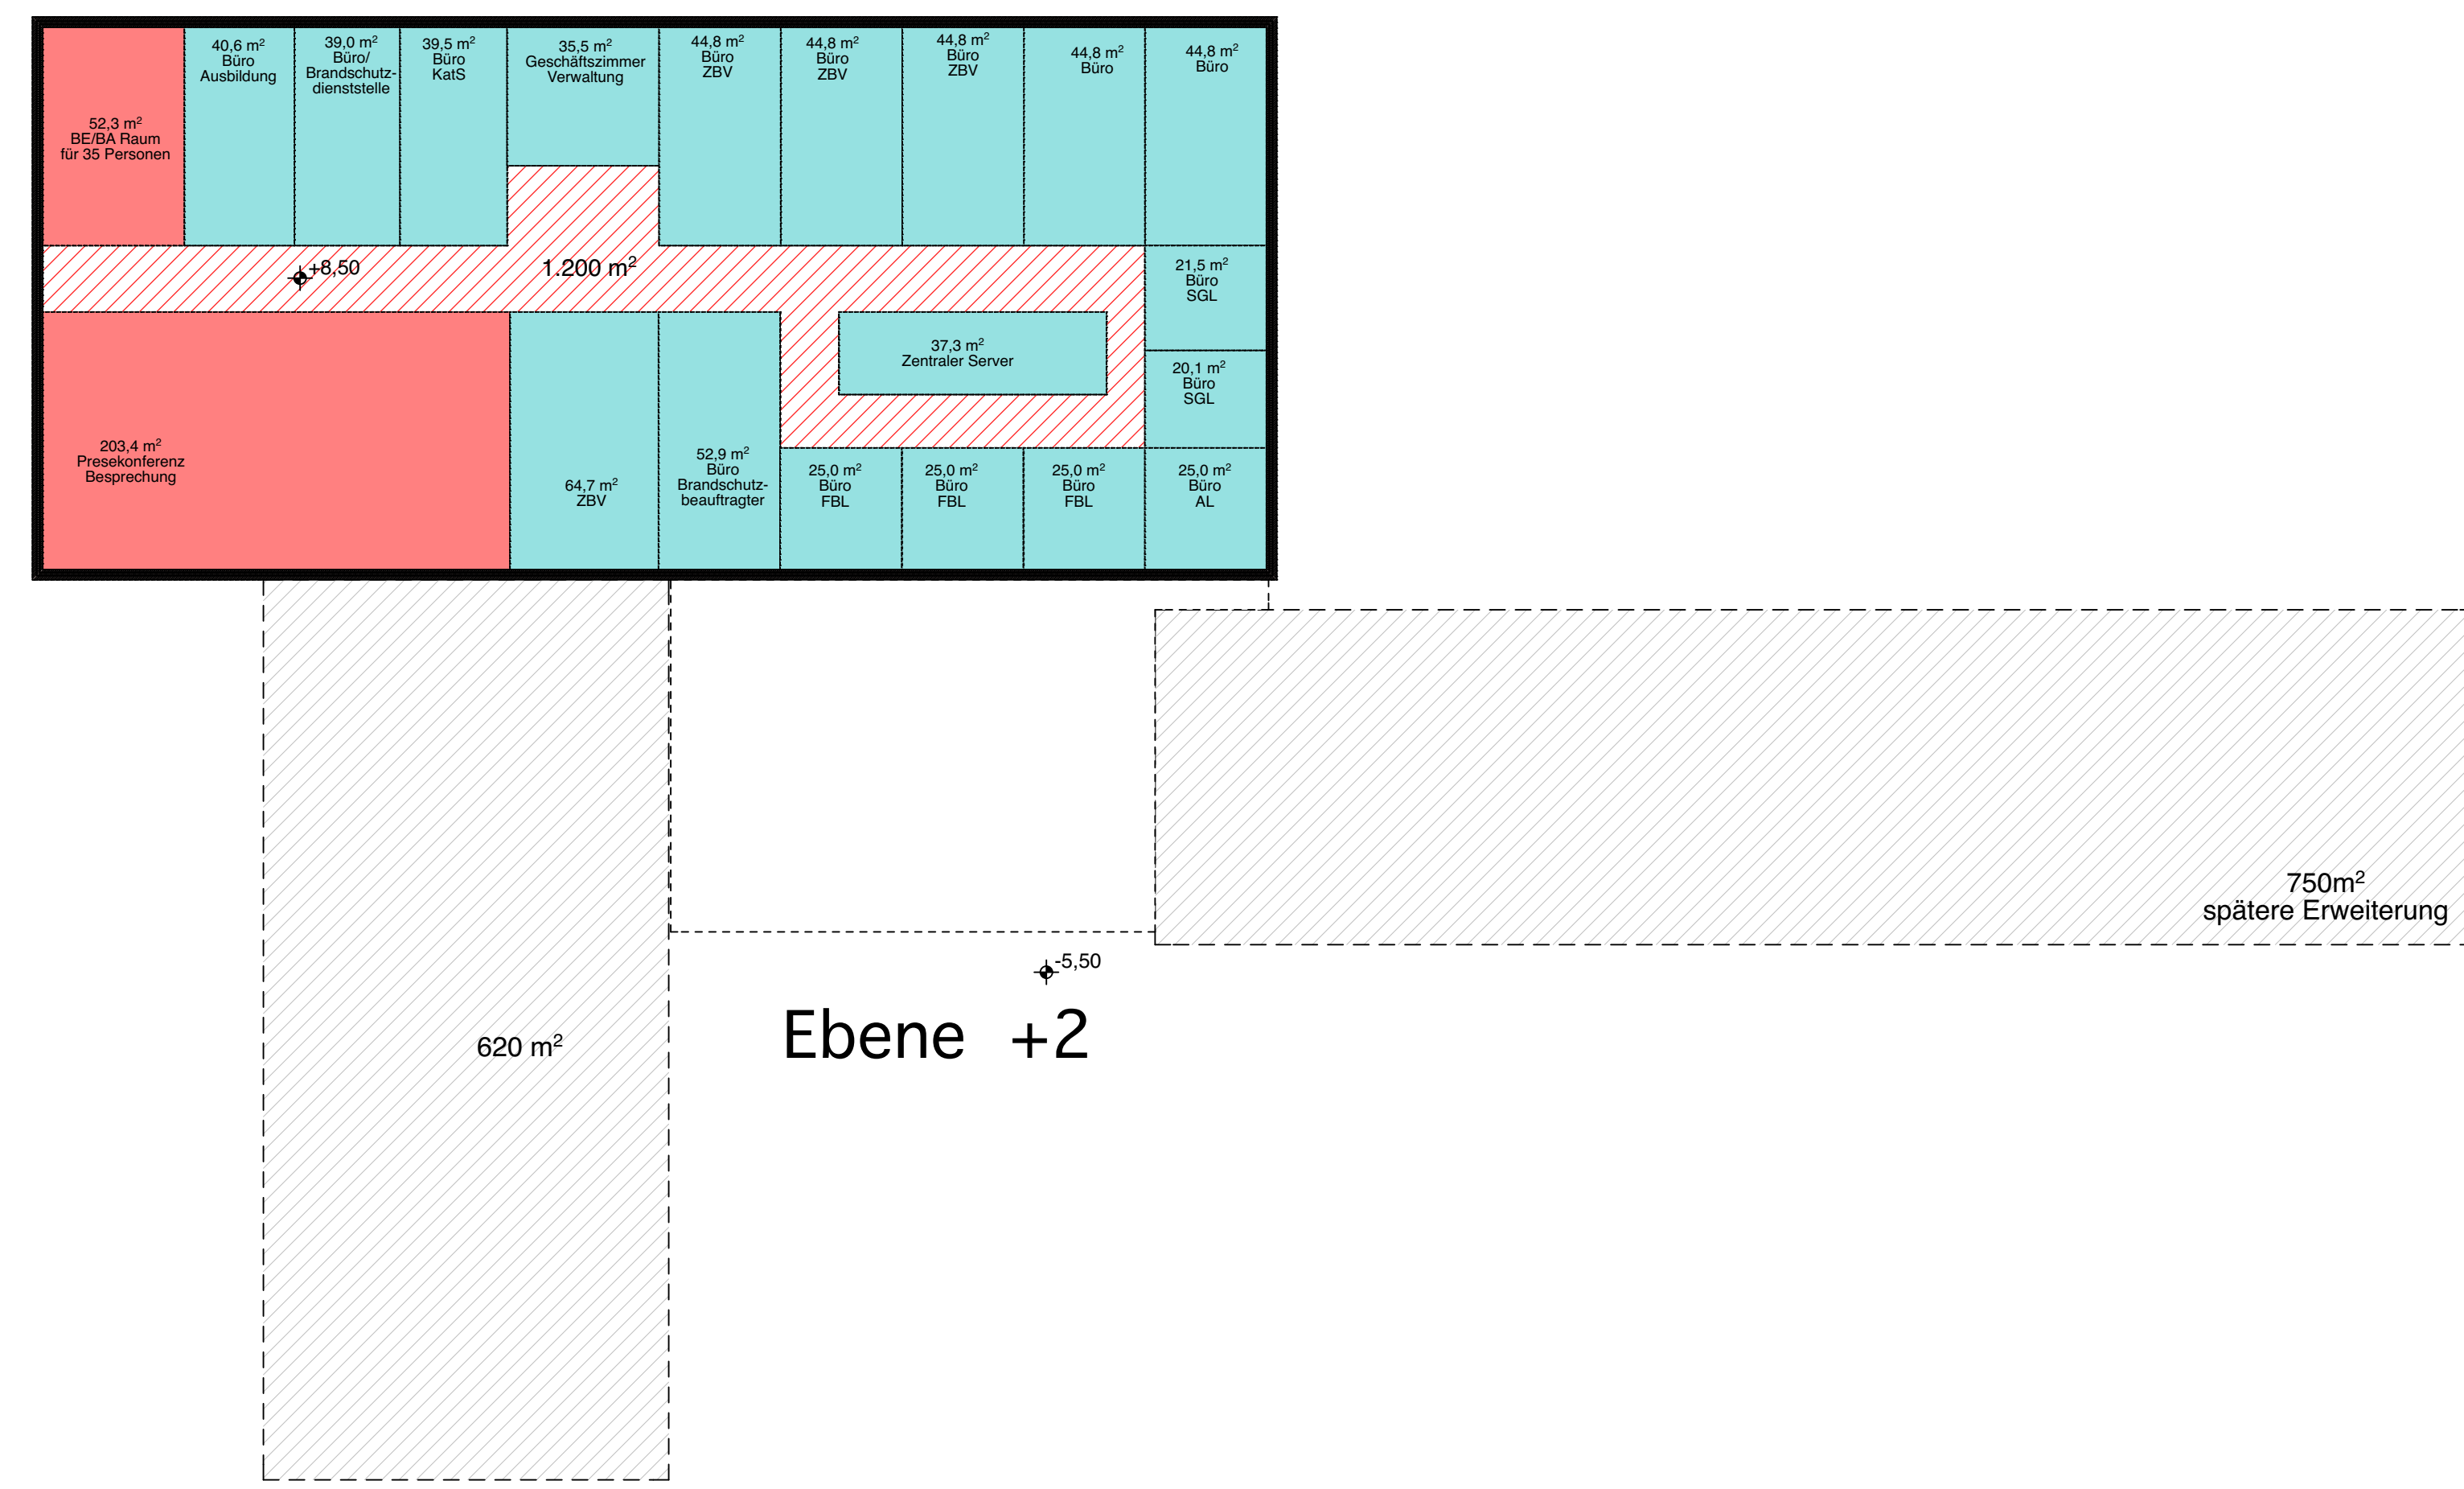 40,6 m²
Büro
Ausbildung
39,0 m²
Büro/
Brandschutz-
dienststelle
39,5 m²
Büro
KatS
35,5 m²
Geschäftszimmer
Verwaltung
44,8 m²
Büro
ZBV
44,8 m²
Büro
ZBV
44,8 m²
Büro
ZBV
44,8 m²
Büro
44,8 m²
Büro
52,3 m²
BE/BA Raum
für 35 Personen
+8,50
1.200 m²
21,5 m²
Büro
SGL
37,3 m²
Zentraler Server
20,1 m²
Büro
SGL
203,4 m²
Presekonferenz
Besprechung
64,7 m²
ZBV
52,9 m²
Büro
Brandschutz-
beauftragter
25,0 m²
Büro
FBL
25,0 m²
Büro
FBL
25,0 m²
Büro
FBL
25,0 m²
Büro
AL
750m²
spätere Erweiterung
-5,50
Ebene +2
620 m²